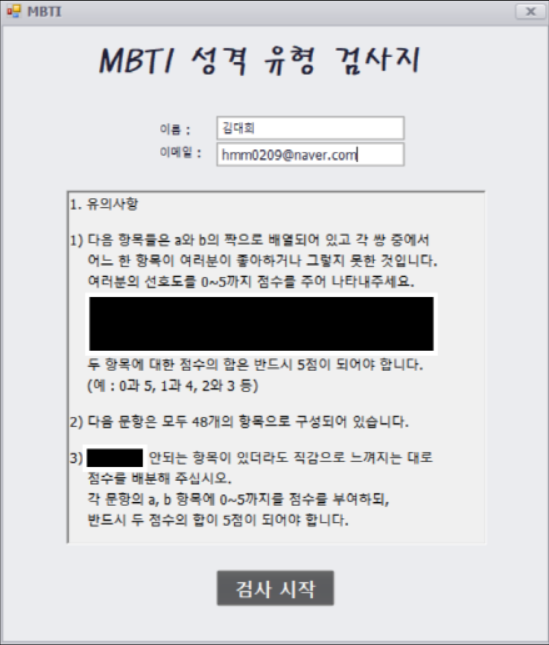 MBTI
MBTI 성격 유형 검사지
이름 : 김대희
이메일 : hmm0209@naver.com
1. 유의사항
1) 다음 항목들은 a와 b의 짝으로 배열되어 있고 각 쌍 중에서
어느 한 항목이 여러분이 좋아하거나 그렇지 못한 것입니다.
여러분의 선호도를 0~5까지 점수를 주어 나타내주세요.
두 항목에 대한 점수의 합은 반드시 5점이 되어야 합니다.
(예 : 0과 5, 1과 4, 2와 3 등)
2) 다음 문항은 모두 48개의 항목으로 구성되어 있습니다.
3) 안되는 항목이 있더라도 직감으로 느껴지는 대로
점수를 배분해 주십시오.
각 문항의 a, b 항목에 0~5까지를 점수를 부여하되,
반드시 두 점수의 합이 5점이 되어야 합니다.
검사 시작